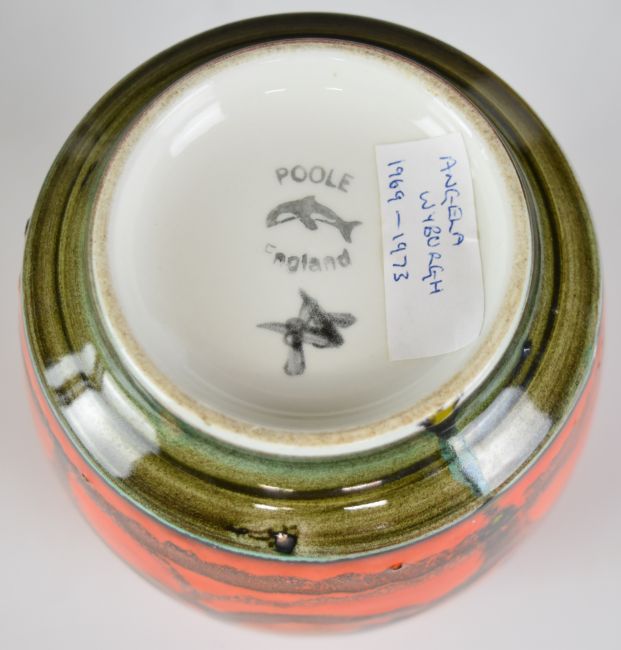 POOLE
England
ANGELA
WYBURGH
1969 - 1973